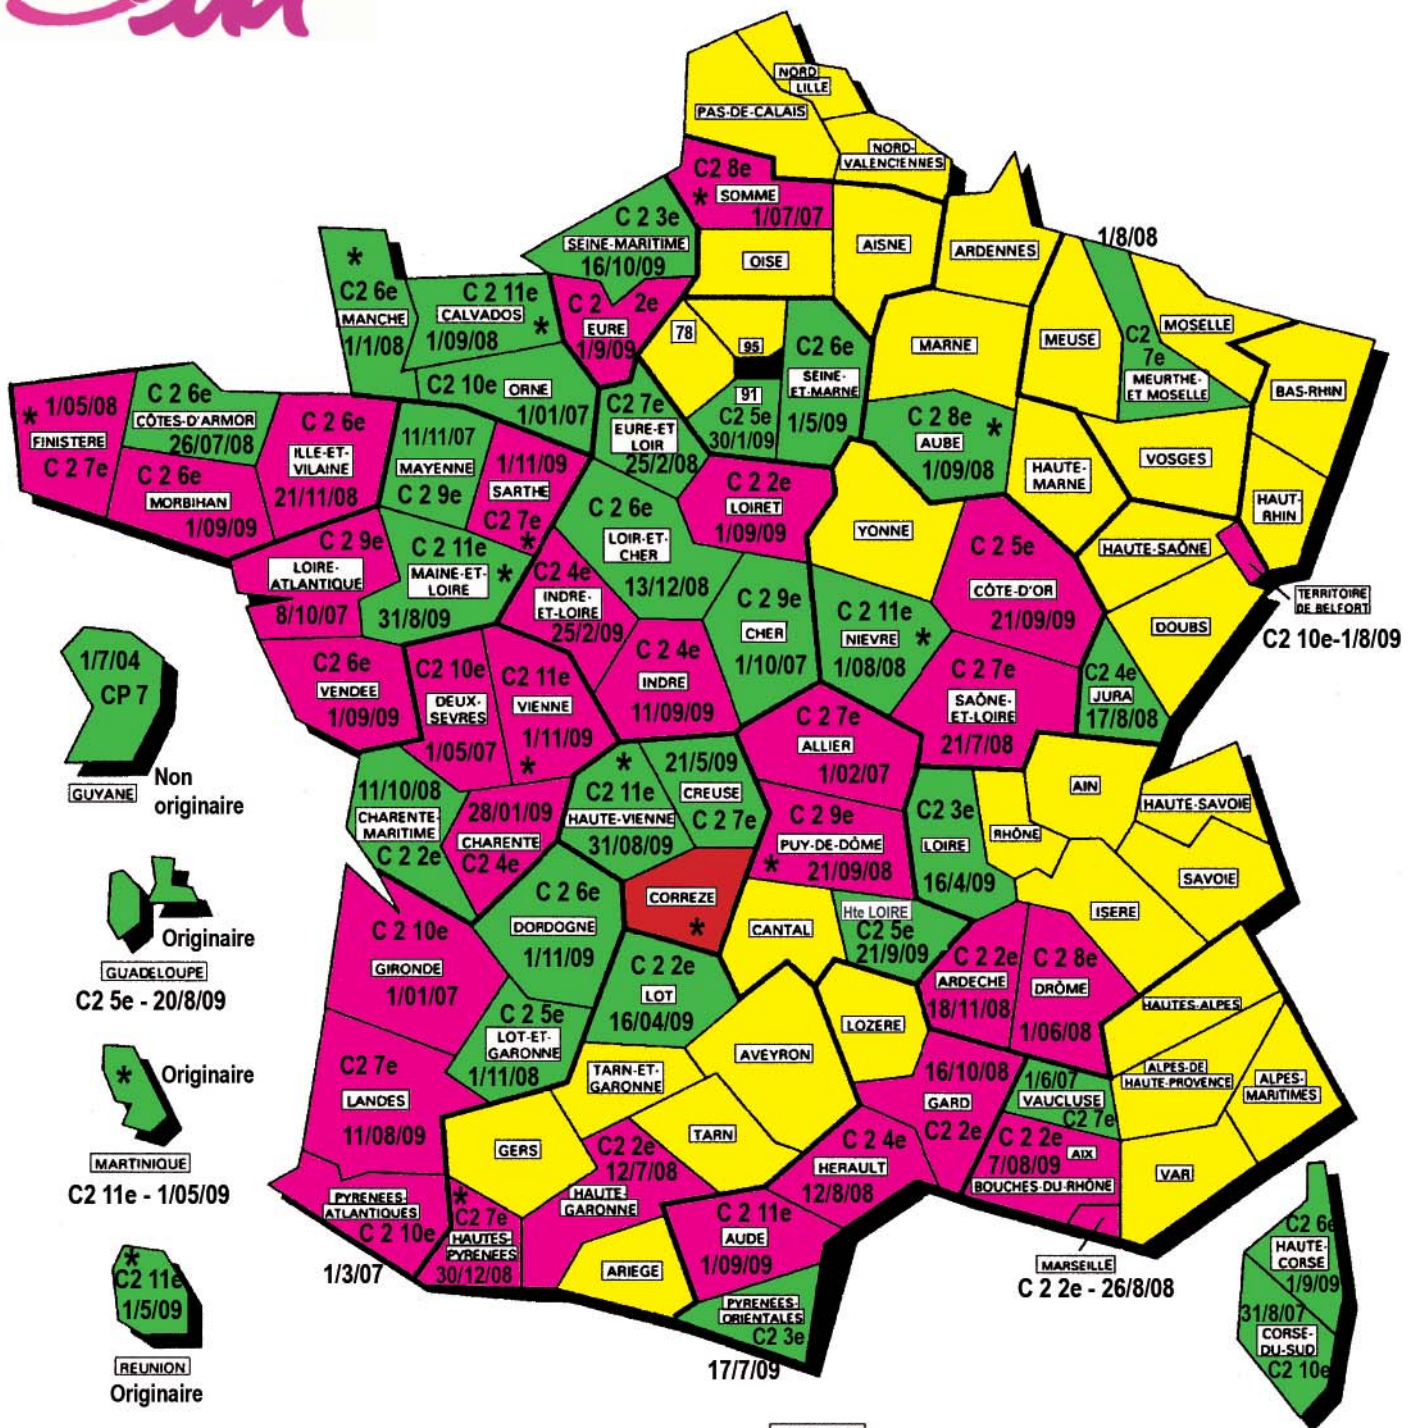 NORD
LILLE
PAS-DE-CALAIS
NORD-
VALENCIENNES
C2 8e
* SOMME
1/07/07
C 2 3e
SEINE-MARITIME
16/10/09
OISE
AISNE
ARDENNES
1/8/08
*
C2 6e
MANCHE
1/1/08
C 2 11e
CALVADOS
1/09/08 *
C 2 2e
EURE
1/9/09
78
95
91
C2 5e
30/1/09
C2 6e
SEINE-
ET-MARNE
1/5/09
MARNE
MEUSE
C2
7e
MEURTHE-
ET MOSELLE
MOSELLE
BAS-RHIN
C2 10e ORNE
1/01/07
C2 7e
EURE-ET
LOIR
25/2/08
C 2 8e
AUBE *
1/09/08
HAUTE-
MARNE
VOSGES
HAUT-
RHIN
* 1/05/08
FINISTERE
C 2 7e
C 2 6e
CÔTES-D'ARMOR
26/07/08
C 2 6e
MORBIHAN
1/09/09
C 2 6e
ILLE-ET-
VILAINE
21/11/08
11/11/07
MAYENNE
C 2 9e
1/11/09
SARTHE
C2 7e
*
C 2 6e
LOIR-ET-
CHER
13/12/08
C 2 2e
LOIRET
1/09/09
YONNE
C 2 5e
CÔTE-D'OR
21/09/09
HAUTE-SAÔNE
TERRITOIRE
DE BELFORT
C2 10e-1/8/09
DOUBS
C 2 9e
LOIRE-
ATLANTIQUE
8/10/07
C 2 11e
MAINE-ET-
LOIRE *
31/8/09
C2 4e
INDRE-
ET-LOIRE
25/2/09
C 2 9e
CHER
1/10/07
C 2 11e
NIEVRE *
1/08/08
C 2 7e
SAÔNE-
ET-LOIRE
21/7/08
C2 4e
JURA
17/8/08
1/7/04
CP 7
GUYANE
Non
originaire
C2 6e
VENDEE
1/09/09
C2 10e
DEUX-
SEVRES
1/05/07
C2 11e
VIENNE
1/11/09
*
C 2 4e
INDRE
11/09/09
C 2 7e
ALLIER
1/02/07
AIN
HAUTE-SAVOIE
11/10/08
CHARENTE-
MARITIME
C 2 2e
28/01/09
CHARENTE
C2 4e
*
C2 11e
HAUTE-VIENNE
31/08/09
21/5/09
CREUSE
C 2 7e
C 2 9e
PUY-DE-DÔME
* 21/09/08
C2 3e
LOIRE
16/4/09
RHÔNE
SAVOIE
ISERE
Originaire
GUADELOUPE
C2 5e - 20/8/09
C 2 10e
GIRONDE
1/01/07
C 2 6e
DORDOGNE
1/11/09
CORREZE
*
CANTAL
Hte LOIRE
C2 5e
21/9/09
C 2 2e
ARDECHE
18/11/08
C 2 8e
DRÔME
1/06/08
HAUTES-ALPES
C 2 2e
LOT
16/04/09
LOZERE
* Originaire
MARTINIQUE
C2 11e - 1/05/09
C2 7e
LANDES
11/08/09
C 2 5e
LOT-ET-
GARONNE
1/11/08
TARN-ET-
GARONNE
AVEYRON
16/10/08
GARD
C2 2e
1/6/07
VAUCLUSE
C2 7e
ALPES-DE
HAUTE-PROVENCE
ALPES-
MARITIMES
GERS
TARN
C 2 4e
HERAULT
12/8/08
C 2 2e
7/08/09 AIX
BOUCHES-DU-RHÔNE
VAR
MARSEILLE
C 2 2e - 26/8/08
PYRENEES-
ATLANTIQUES
C 2 10e
1/3/07
*
C2 7e
HAUTES-
PYRENEES
30/12/08
C2 2e
12/7/08
HAUTE-
GARONNE
ARIEGE
C 2 11e
AUDE
1/09/09
PYRENEES-
ORIENTALES
C2 3e
17/7/09
*
C2 11e
1/5/09
REUNION
Originaire
C2 6e
HAUTE-
CORSE
1/9/09
31/8/07
CORSE-
DU-SUD
C2 10e